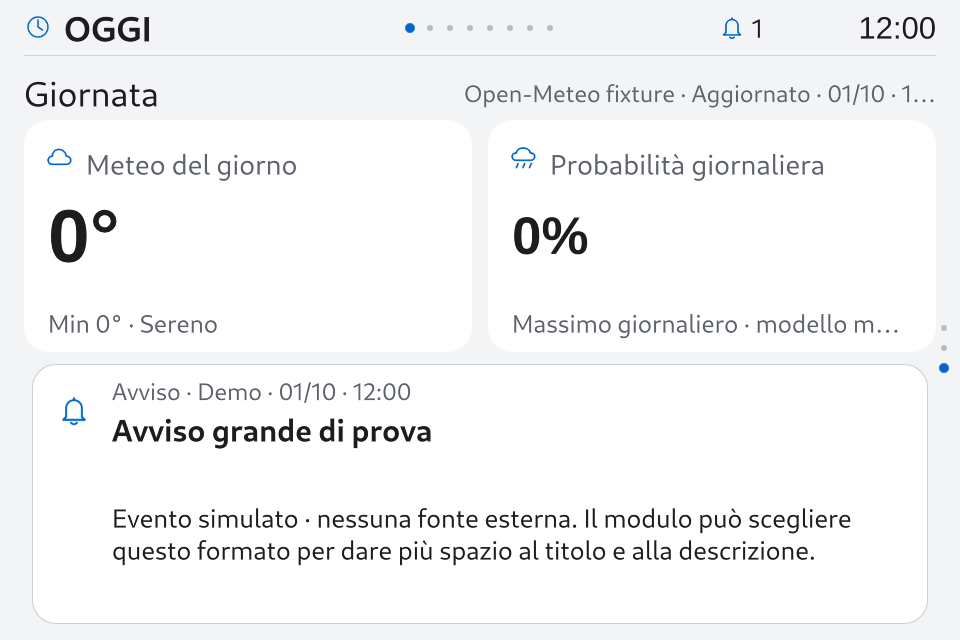 OGGI
1
12:00
Giornata
Open-Meteo fixture · Aggiornato · 01/10 · 1…
Meteo del giorno
0°
Min 0° · Sereno
Probabilità giornaliera
0%
Massimo giornaliero · modello m…
Avviso · Demo · 01/10 · 12:00
Avviso grande di prova
Evento simulato · nessuna fonte esterna. Il modulo può scegliere
questo formato per dare più spazio al titolo e alla descrizione.